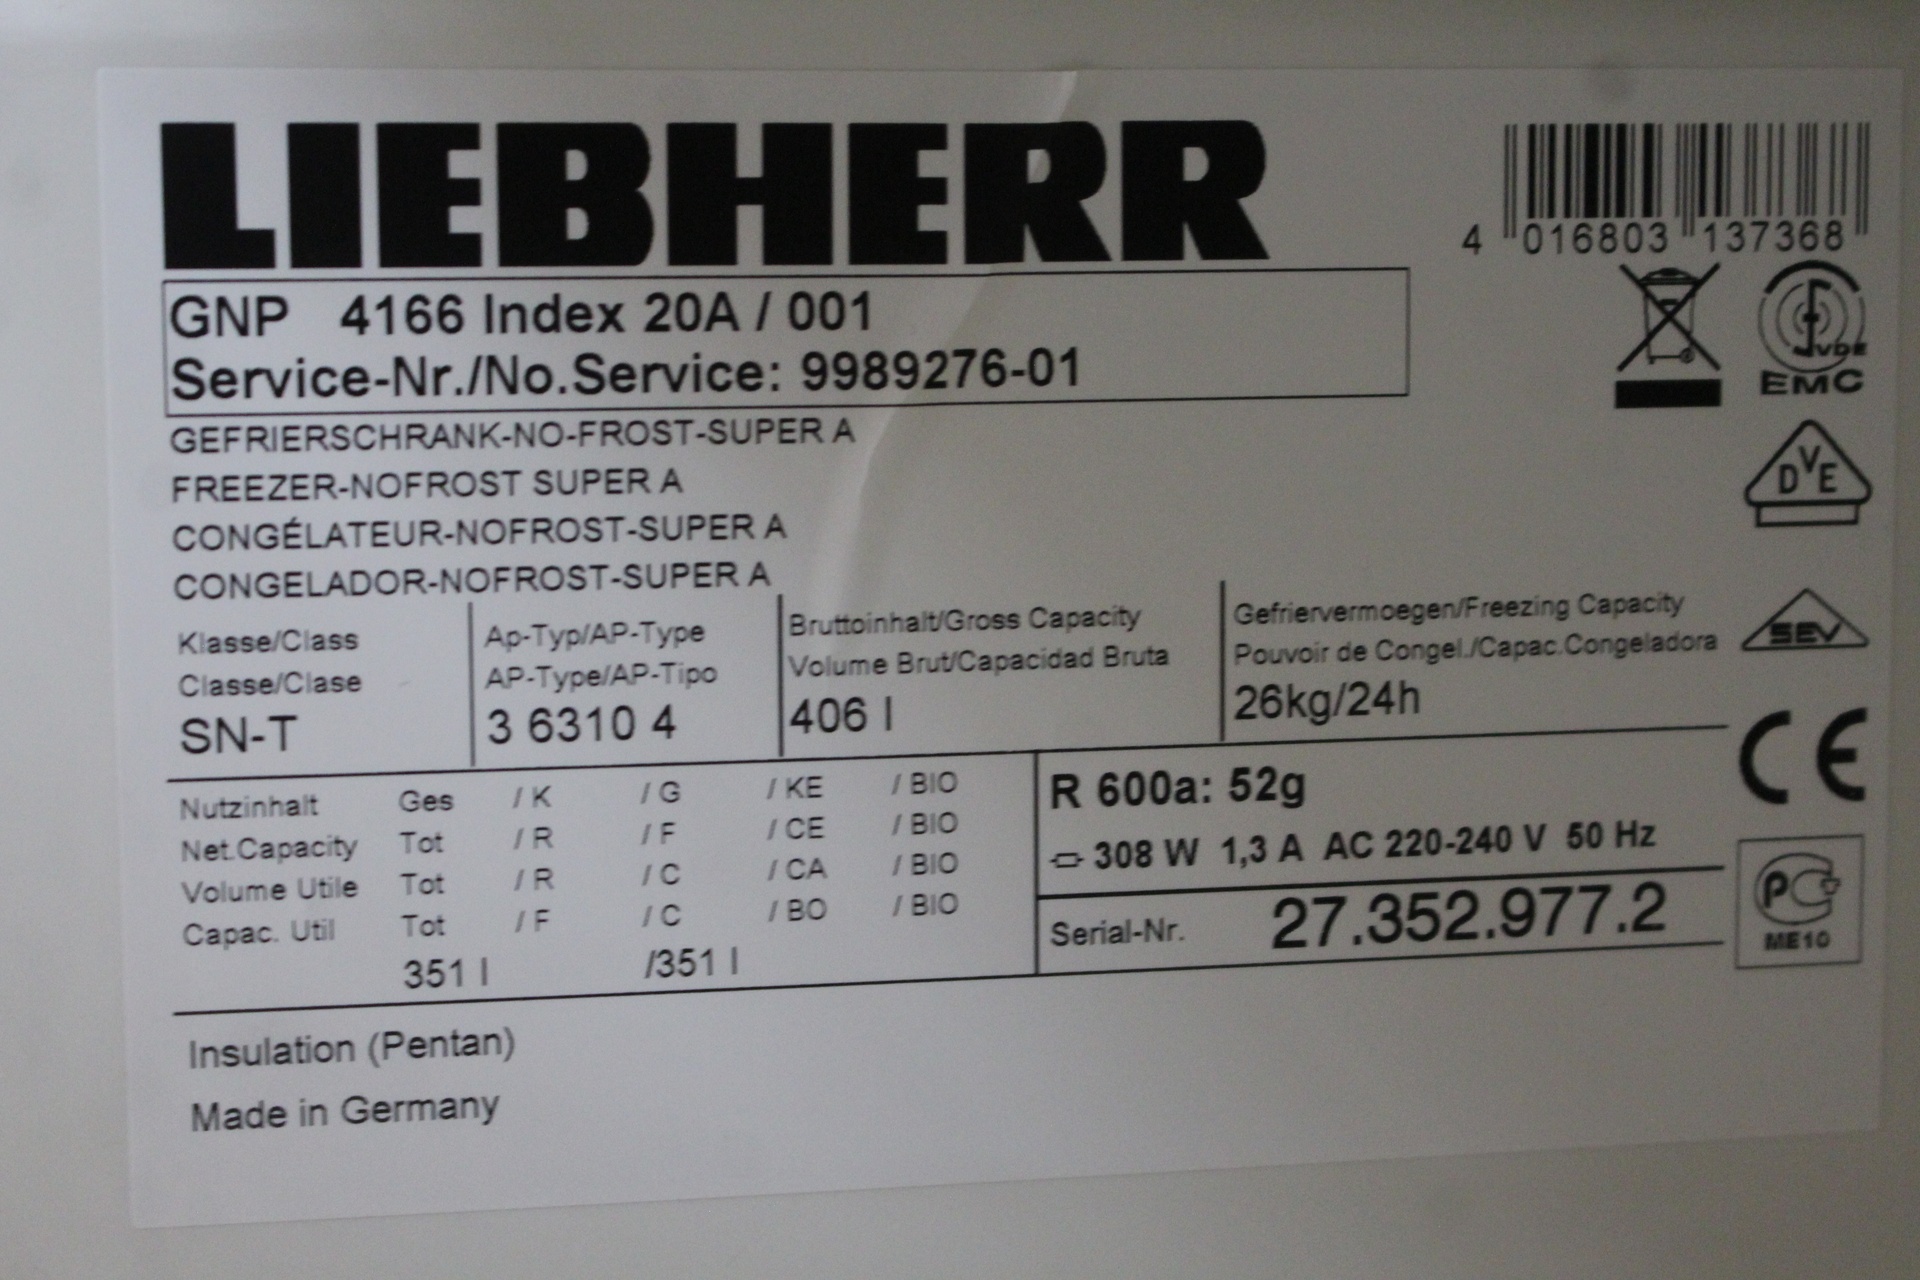 LIEBHERR
4 016803 137368
GNP 4166 Index 20A / 001
Service-Nr./No.Service: 9989276-01
VDE
EMC
GEFRIERSCHRANK-NO-FROST-SUPER A
FREEZER-NOFROST SUPER A
CONGÉLATEUR-NOFROST-SUPER A
CONGELADOR-NOFROST-SUPER A
DVE
Klasse/Class
Classe/Clase
SN-T
Ap-Typ/AP-Type
AP-Type/AP-Tipo
3 6310 4
Bruttoinhalt/Gross Capacity
Volume Brut/Capacidad Bruta
406 l
Gefriervermoegen/Freezing Capacity
Pouvoir de Congel./Capac.Congeladora
26kg/24h
SEV
CE
Nutzinhalt Ges / K / G / KE / BIO
Net.Capacity Tot / R / F / CE / BIO
Volume Utile Tot / R / C / CA / BIO
Capac. Util Tot / F / C / BO / BIO
351 l /351 l
R 600a: 52g
308 W 1,3 A AC 220-240 V 50 Hz
Serial-Nr. 27.352.977.2
PC
ME10
Insulation (Pentan)
Made in Germany